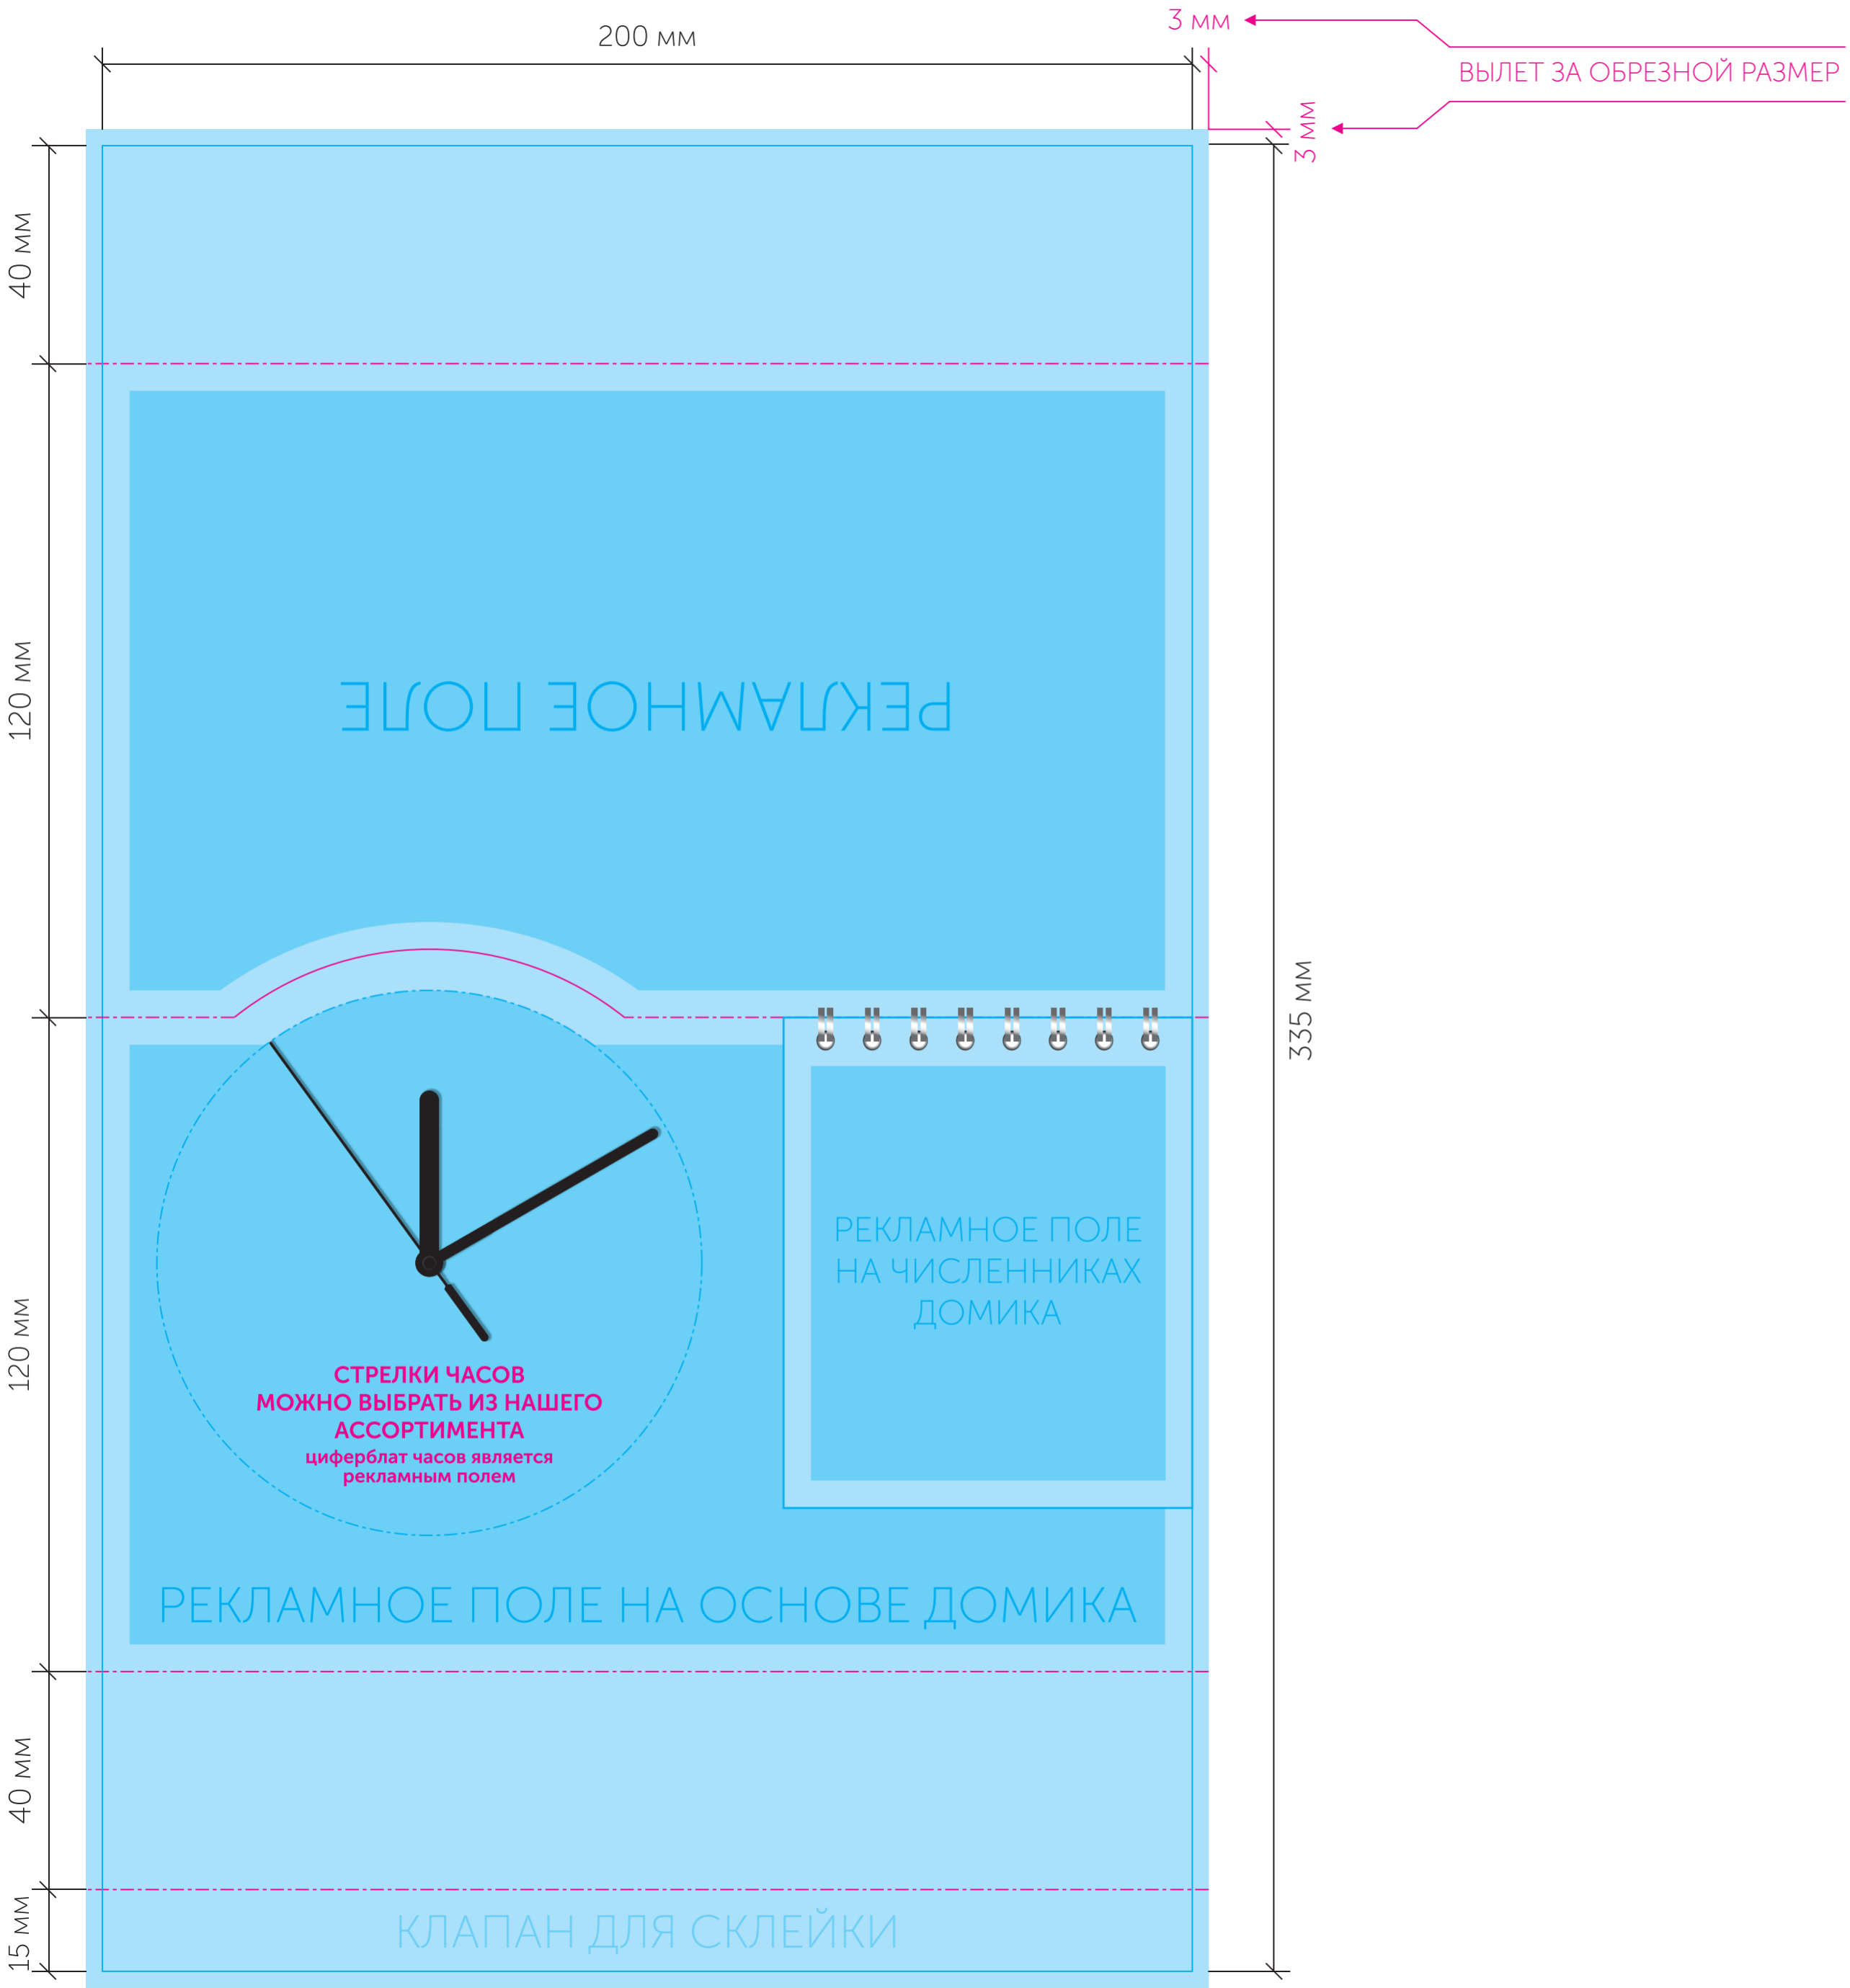 200 мм
3 мм
ВЫЛЕТ ЗА ОБРЕЗНОЙ РАЗМЕР
3 мм
40 мм
120 мм
РЕКЛАМНОЕ ПОЛЕ
335 мм
120 мм
РЕКЛАМНОЕ ПОЛЕ
НА ЧИСЛЕННИКАХ
ДОМИКА
СТРЕЛКИ ЧАСОВ
МОЖНО ВЫБРАТЬ ИЗ НАШЕГО
АССОРТИМЕНТА
циферблат часов является
рекламным полем
РЕКЛАМНОЕ ПОЛЕ НА ОСНОВЕ ДОМИКА
40 мм
15 мм
КЛАПАН ДЛЯ СКЛЕЙКИ